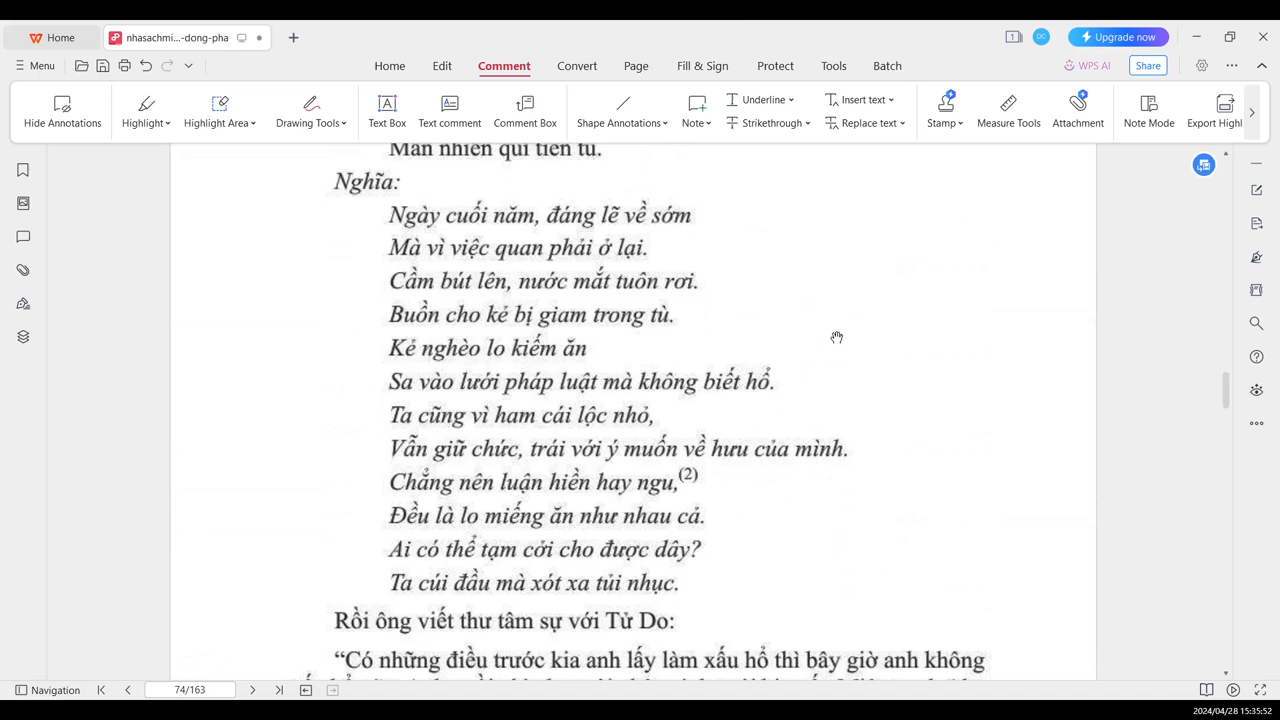 Home
nhasachmi...-dong-pha
DC
Upgrade now
Menu
Home
Edit
Comment
Convert
Page
Fill & Sign
Protect
Tools
Batch
WPS AI
Share
Hide Annotations
Highlight
Highlight Area
Drawing Tools
Text Box
Text comment
Comment Box
Shape Annotations
Note
Underline
Strikethrough
Insert text
Replace text
Stamp
Measure Tools
Attachment
Note Mode
Export Highl
Man nhiên quí tiền tu.
Nghĩa:
Ngày cuối năm, đáng lẽ về sớm
Mà vì việc quan phải ở lại.
Cầm bút lên, nước mắt tuôn rơi.
Buồn cho kẻ bị giam trong tù.
Kẻ nghèo lo kiếm ăn
Sa vào lưới pháp luật mà không biết hổ.
Ta cũng vì ham cái lộc nhỏ,
Vẫn giữ chức, trái với ý muốn về hưu của mình.
Chẳng nên luận hiền hay ngu,(2)
Đều là lo miếng ăn như nhau cả.
Ai có thể tạm cởi cho được dây?
Ta cúi đầu mà xót xa tủi nhục.
Rồi ông viết thư tâm sự với Tử Do:
“Có những điều trước kia anh lấy làm xấu hổ thì bây giờ anh không
Navigation
74/163
2024/04/28 15:35:52